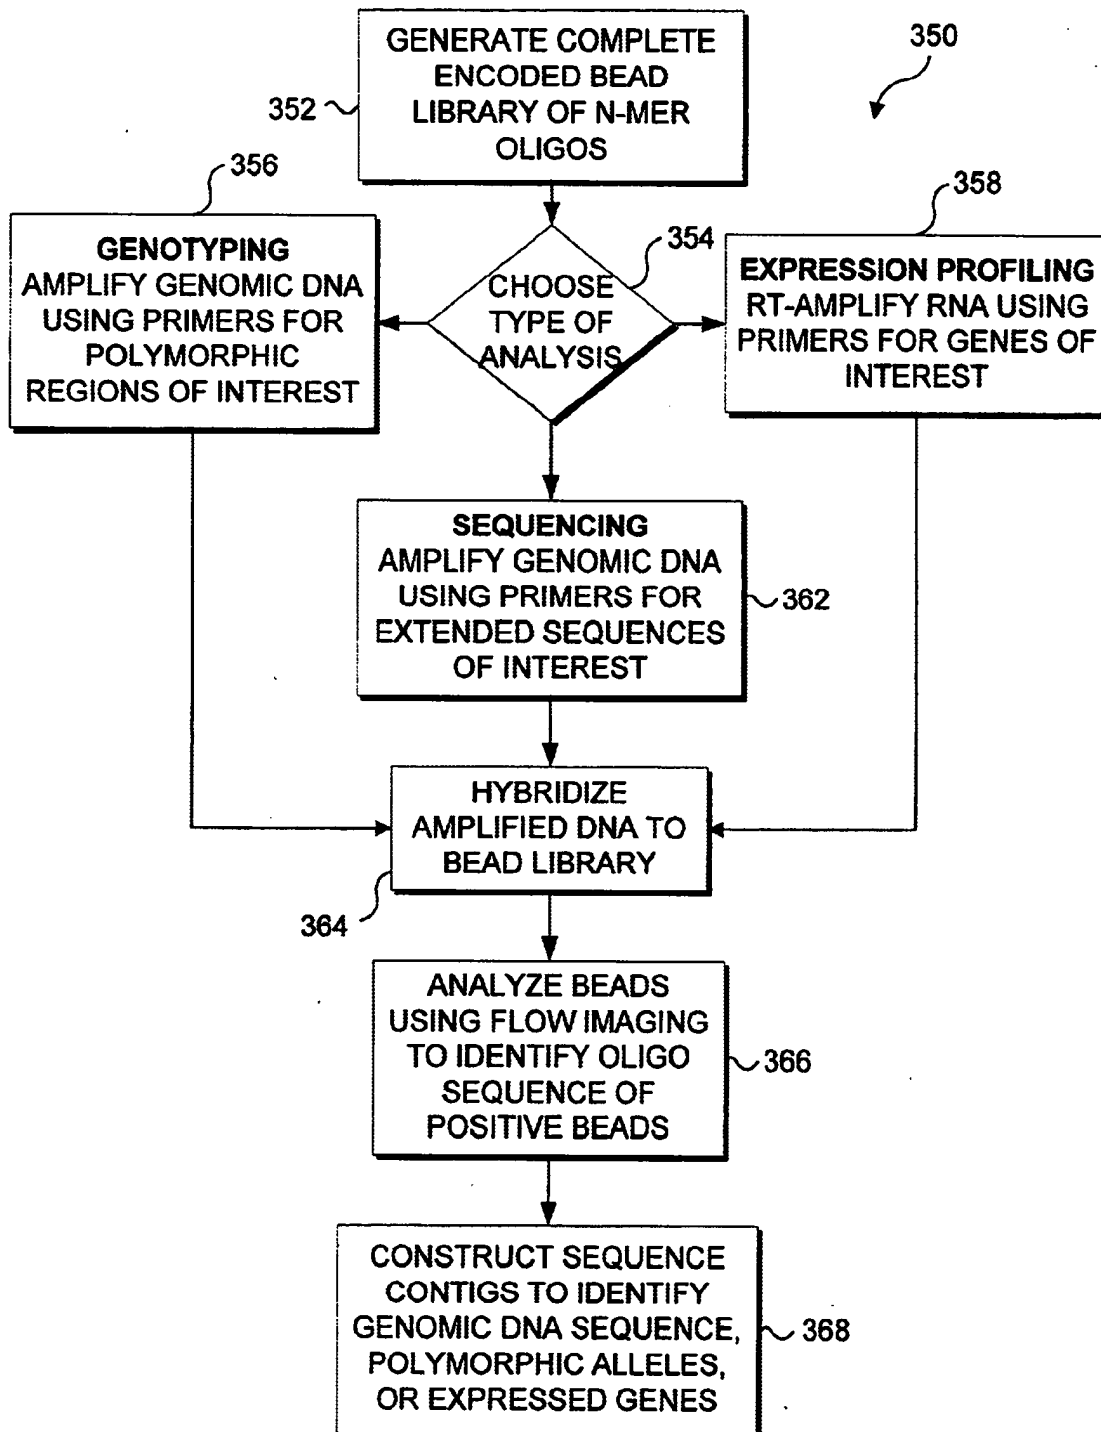 GENERATE COMPLETE
ENCODED BEAD
LIBRARY OF N-MER
OLIGOS
352
350
356
GENOTYPING
AMPLIFY GENOMIC DNA
USING PRIMERS FOR
POLYMORPHIC
REGIONS OF INTEREST
354
CHOOSE
TYPE OF
ANALYSIS
358
EXPRESSION PROFILING
RT-AMPLIFY RNA USING
PRIMERS FOR GENES OF
INTEREST
SEQUENCING
AMPLIFY GENOMIC DNA
USING PRIMERS FOR
EXTENDED SEQUENCES
OF INTEREST
362
HYBRIDIZE
AMPLIFIED DNA TO
BEAD LIBRARY
364
ANALYZE BEADS
USING FLOW IMAGING
TO IDENTIFY OLIGO
SEQUENCE OF
POSITIVE BEADS
366
CONSTRUCT SEQUENCE
CONTIGS TO IDENTIFY
GENOMIC DNA SEQUENCE,
POLYMORPHIC ALLELES,
OR EXPRESSED GENES
368